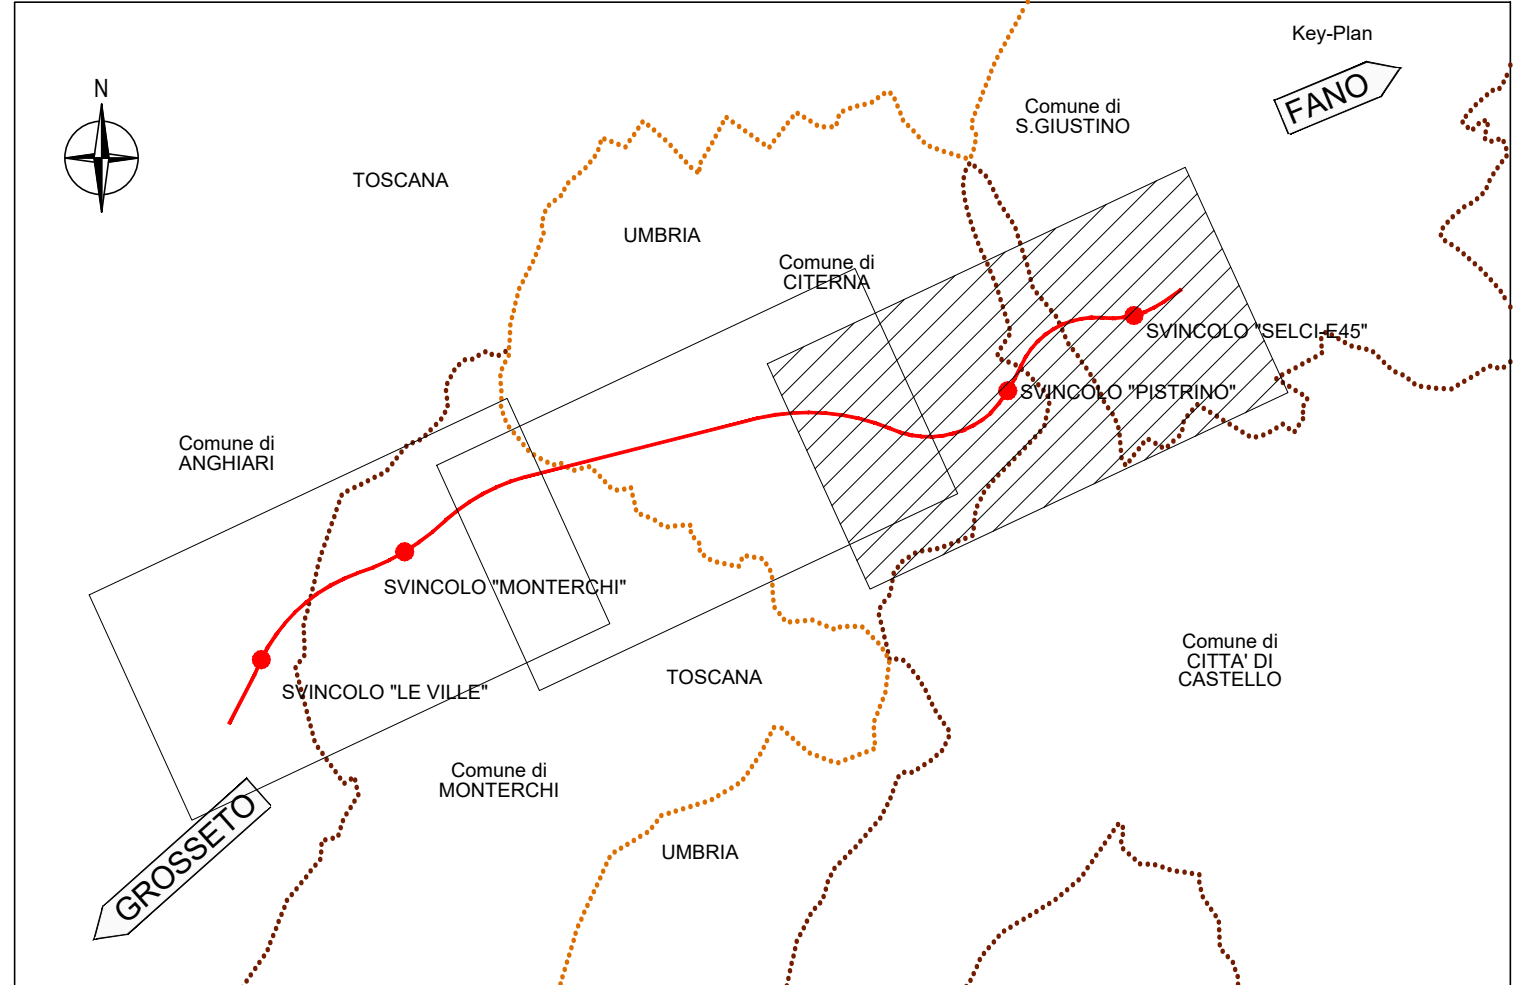 Key-Plan
N
FANO
Comune di
S.GIUSTINO
TOSCANA
UMBRIA
Comune di
CITERNA
SVINCOLO "SELCI-E45"
SVINCOLO "PISTRINO"
Comune di
ANGHIARI
SVINCOLO "MONTERCHI"
Comune di
CITTA' DI
CASTELLO
TOSCANA
SVINCOLO "LE VILLE"
Comune di
MONTERCHI
GROSSETO
UMBRIA